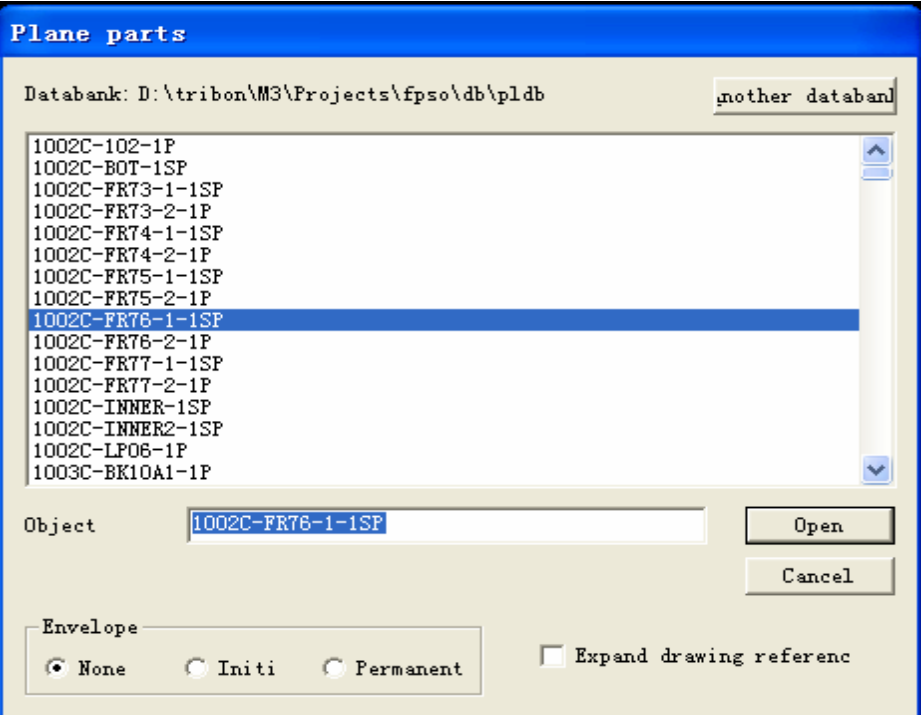 Plane parts
Databank: D:\tribon\M3\Projects\fpso\db\pldb
nother databank
1002C-102-1P
1002C-BOT-1SP
1002C-FR73-1-1SP
1002C-FR73-2-1P
1002C-FR74-1-1SP
1002C-FR74-2-1P
1002C-FR75-1-1SP
1002C-FR75-2-1P
1002C-FR76-1-1SP
1002C-FR76-2-1P
1002C-FR77-1-1SP
1002C-FR77-2-1P
1002C-INNER-1SP
1002C-INNER2-1SP
1002C-LP06-1P
1003C-BK10A1-1P
Object
1002C-FR76-1-1SP
Open
Cancel
Envelope
None
Initi
Permanent
Expand drawing referenc